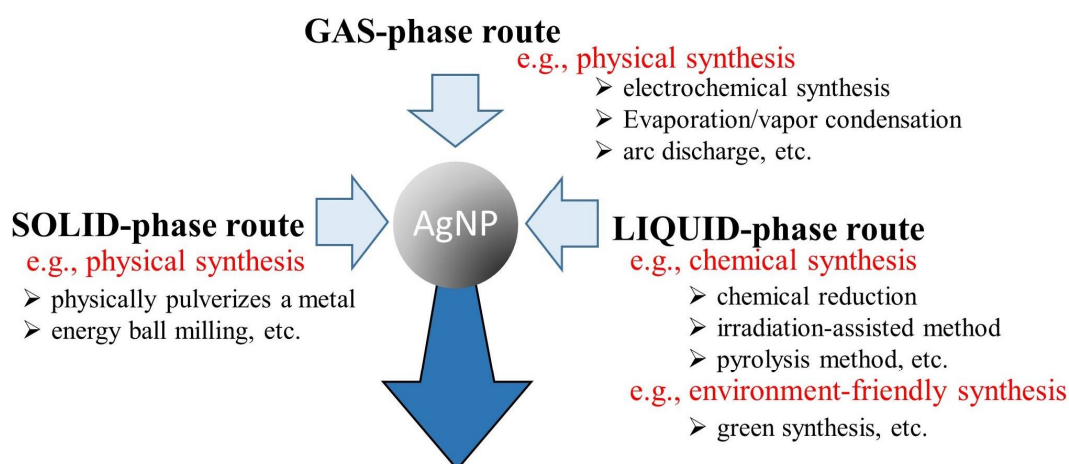 GAS-phase route
e.g., physical synthesis
➢ electrochemical synthesis
➢ Evaporation/vapor condensation
➢ arc discharge, etc.
AgNP
SOLID-phase route
e.g., physical synthesis
➢ physically pulverizes a metal
➢ energy ball milling, etc.
LIQUID-phase route
e.g., chemical synthesis
➢ chemical reduction
➢ irradiation-assisted method
➢ pyrolysis method, etc.
e.g., environment-friendly synthesis
➢ green synthesis, etc.